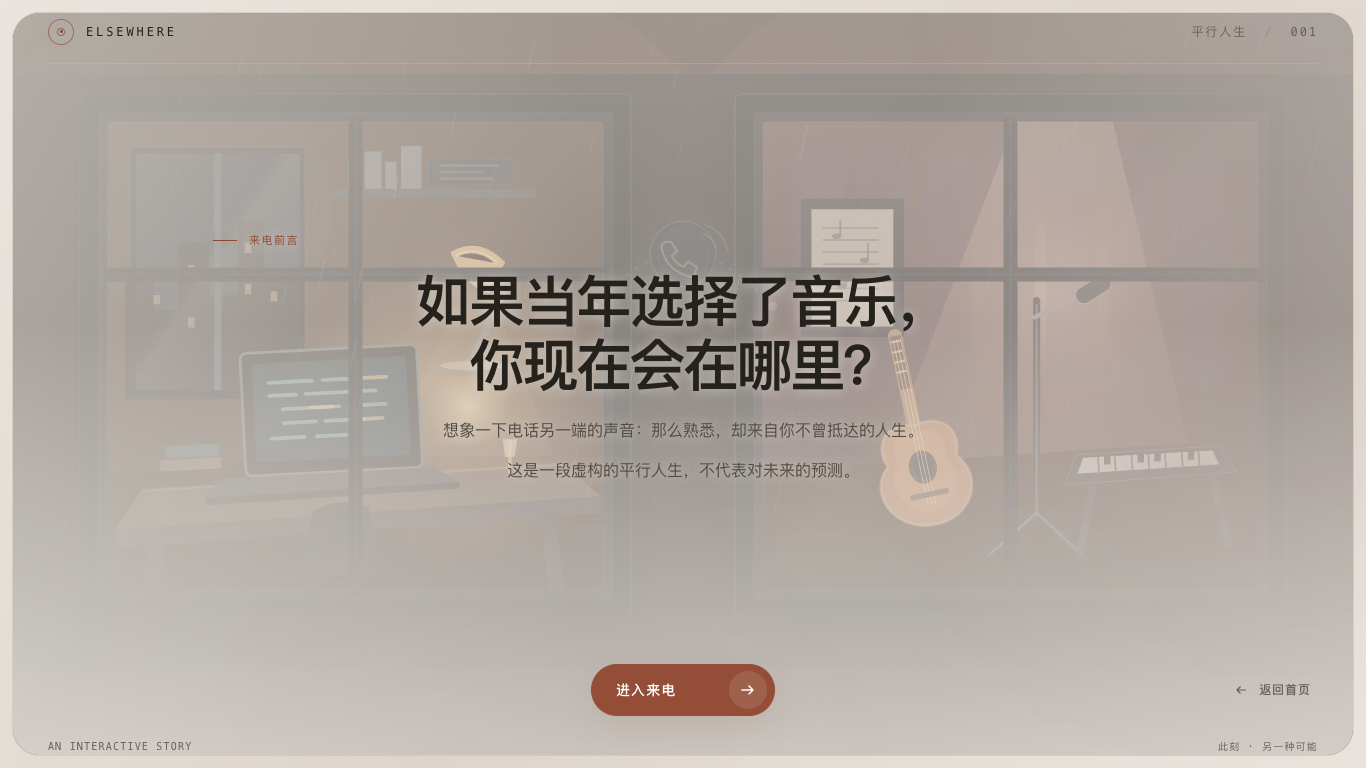 ELSEWHERE
平行人生 / 001
来电前言
如果当年选择了音乐，
你现在会在哪里？
想象一下电话另一端的声音：那么熟悉，却来自你不曾抵达的人生。
这是一段虚构的平行人生，不代表对未来的预测。
进入来电 →
← 返回首页
AN INTERACTIVE STORY
此刻 · 另一种可能